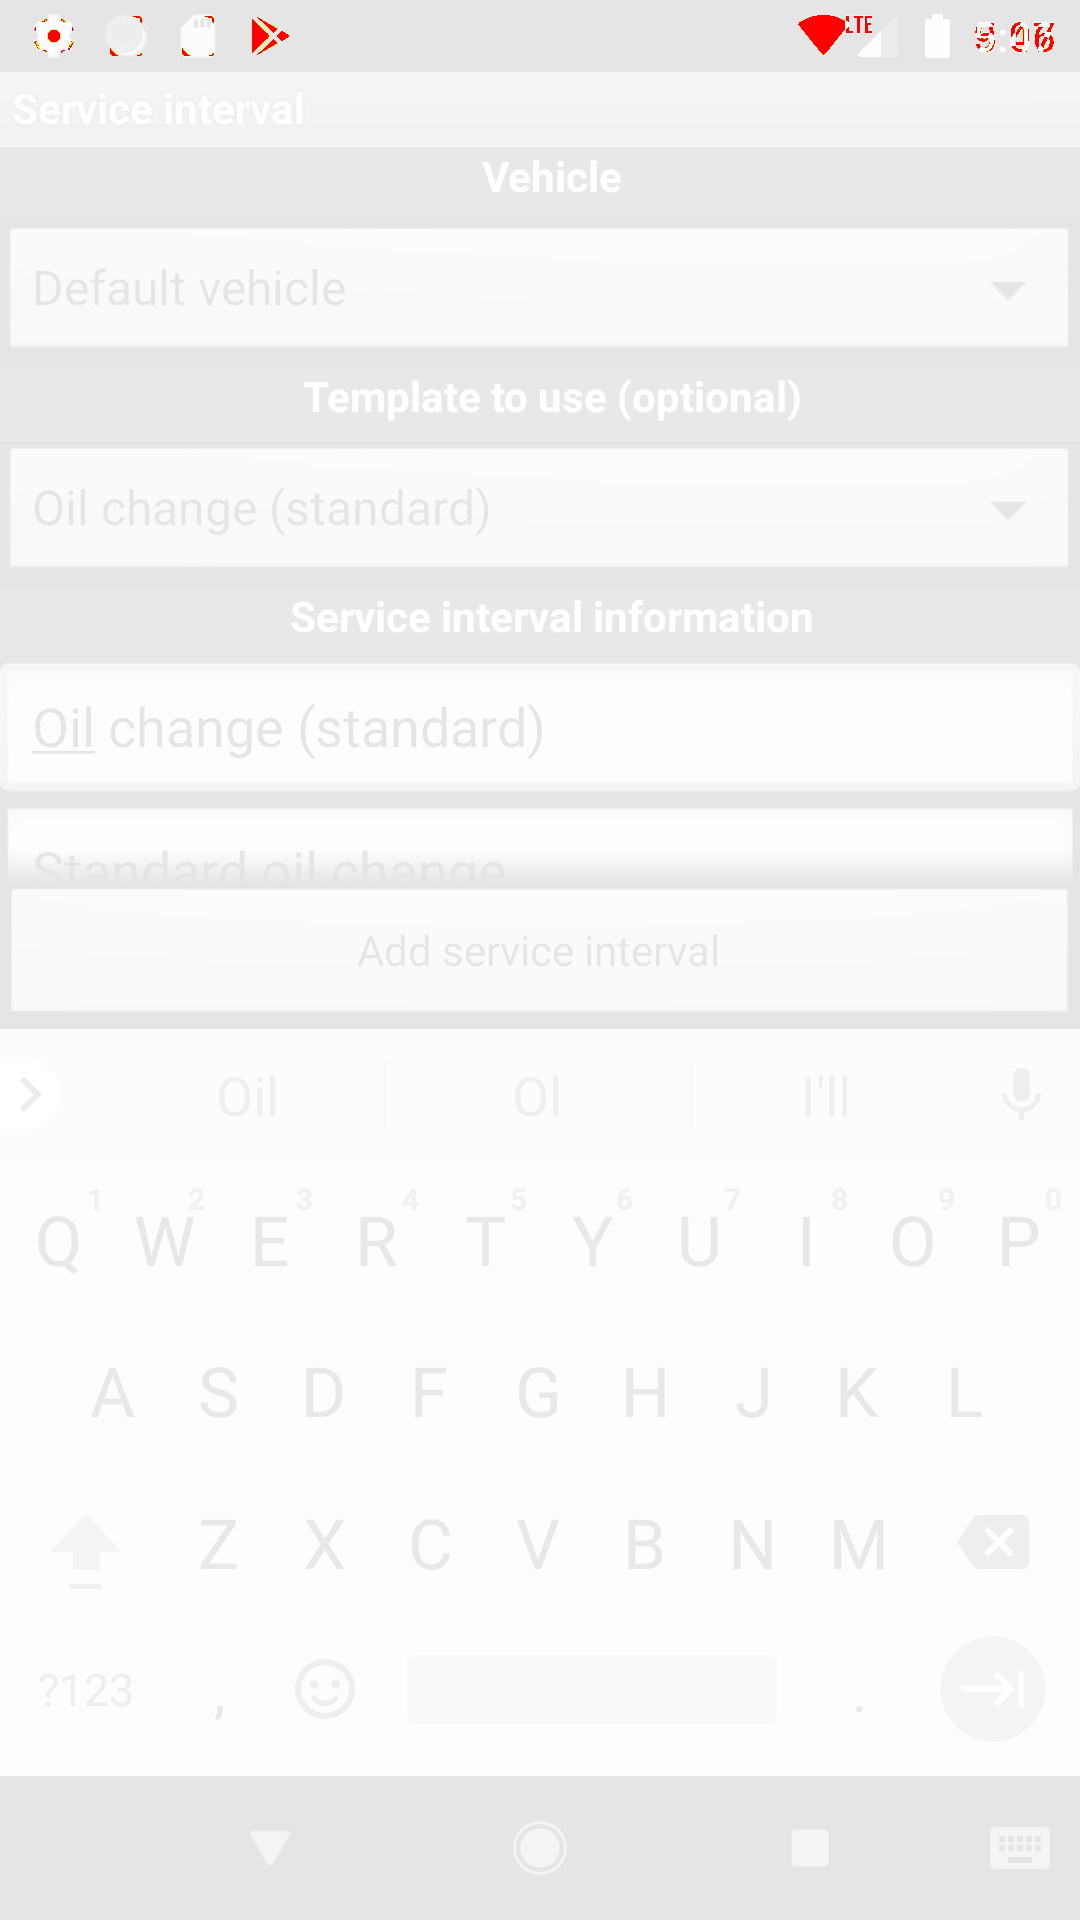 LTE
Service interval
Vehicle
Default vehicle
Template to use (optional)
Oil change (standard)
Service interval information
Oil change (standard)
Standard oil change
Add service interval
Oil Ol I'll
1 2 3 4 5 6 7 8 9 0
Q W E R T Y U I O P
A S D F G H J K L
Z X C V B N M
?123 , .